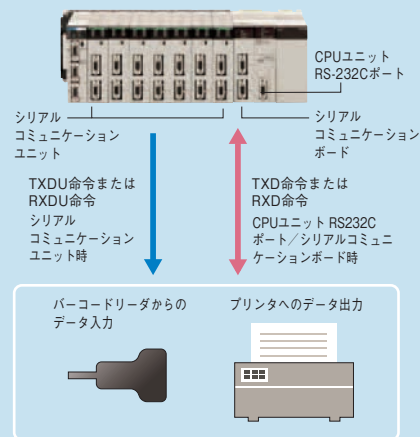 CPUユニット
RS-232Cポート
シリアル
コミュニケーション
ユニット
シリアル
コミュニケーション
ボード
TXDU命令または
RXDU命令
シリアル
コミュニケーション
ユニット時
TXD命令または
RXD命令
CPUユニット RS232C
ポート／シリアルコミュニ
ケーションボード時
バーコードリーダからの
データ入力
プリンタへのデータ出力